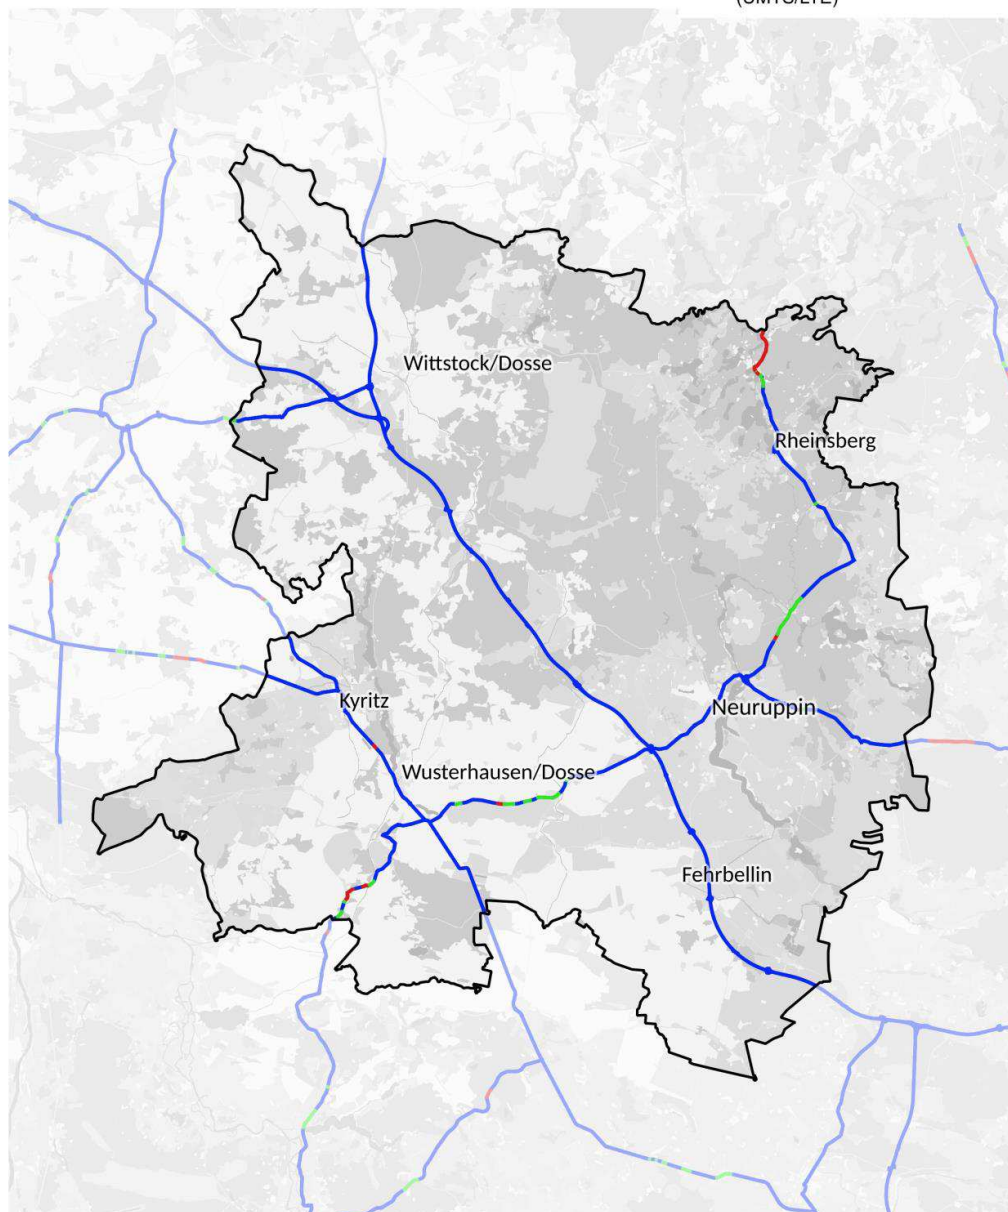 (UMTS/LTE)
Wittstock/Dosse
Rheinsberg
Kyritz
Neuruppin
Wusterhausen/Dosse
Fehrbellin